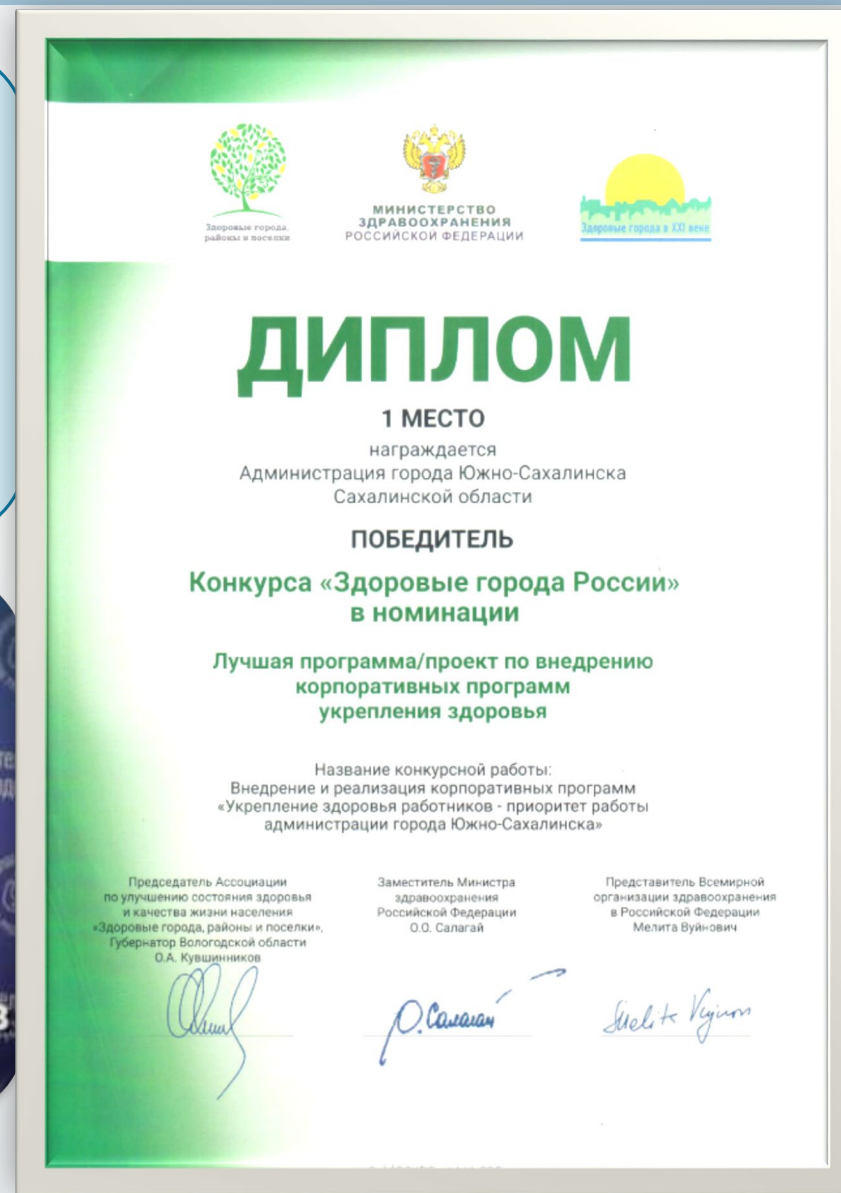 Здоровые города,
районы и поселки
МИНИСТЕРСТВО
ЗДРАВООХРАНЕНИЯ
РОССИЙСКОЙ ФЕДЕРАЦИИ
Здоровые города в XXI веке
ДИПЛОМ
1 МЕСТО
награждается
Администрация города Южно-Сахалинска
Сахалинской области
ПОБЕДИТЕЛЬ
Конкурса «Здоровые города России»
в номинации
Лучшая программа/проект по внедрению
корпоративных программ
укрепления здоровья
Название конкурсной работы:
Внедрение и реализация корпоративных программ
«Укрепление здоровья работников - приоритет работы
администрации города Южно-Сахалинска»
Председатель Ассоциации
по улучшению состояния здоровья
и качества жизни населения
«Здоровые города, районы и поселки»,
Губернатор Вологодской области
О.А. Кувшинников
Заместитель Министра
здравоохранения
Российской Федерации
О.О. Салагай
Представитель Всемирной
организации здравоохранения
в Российской Федерации
Мелита Вуйнович
О. Салагай